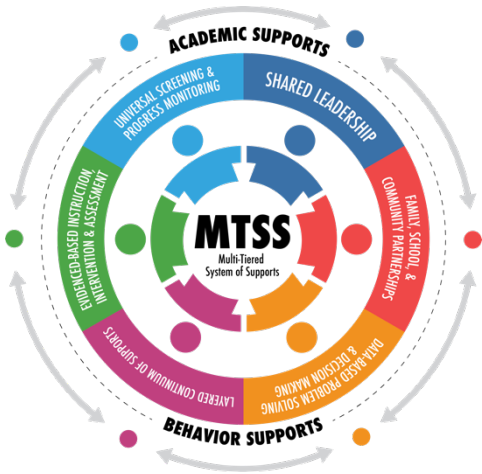 ACADEMIC SUPPORTS
UNIVERSAL SCREENING &
PROGRESS MONITORING
SHARED LEADERSHIP
FAMILY, SCHOOL, &
COMMUNITY PARTNERSHIPS
DATA-BASED PROBLEM SOLVING
& DECISION MAKING
LAYERED CONTINUUM OF SUPPORTS
EVIDENCED-BASED INSTRUCTION,
INTERVENTION & ASSESSMENT
MTSS
Multi-Tiered
System of Supports
BEHAVIOR SUPPORTS